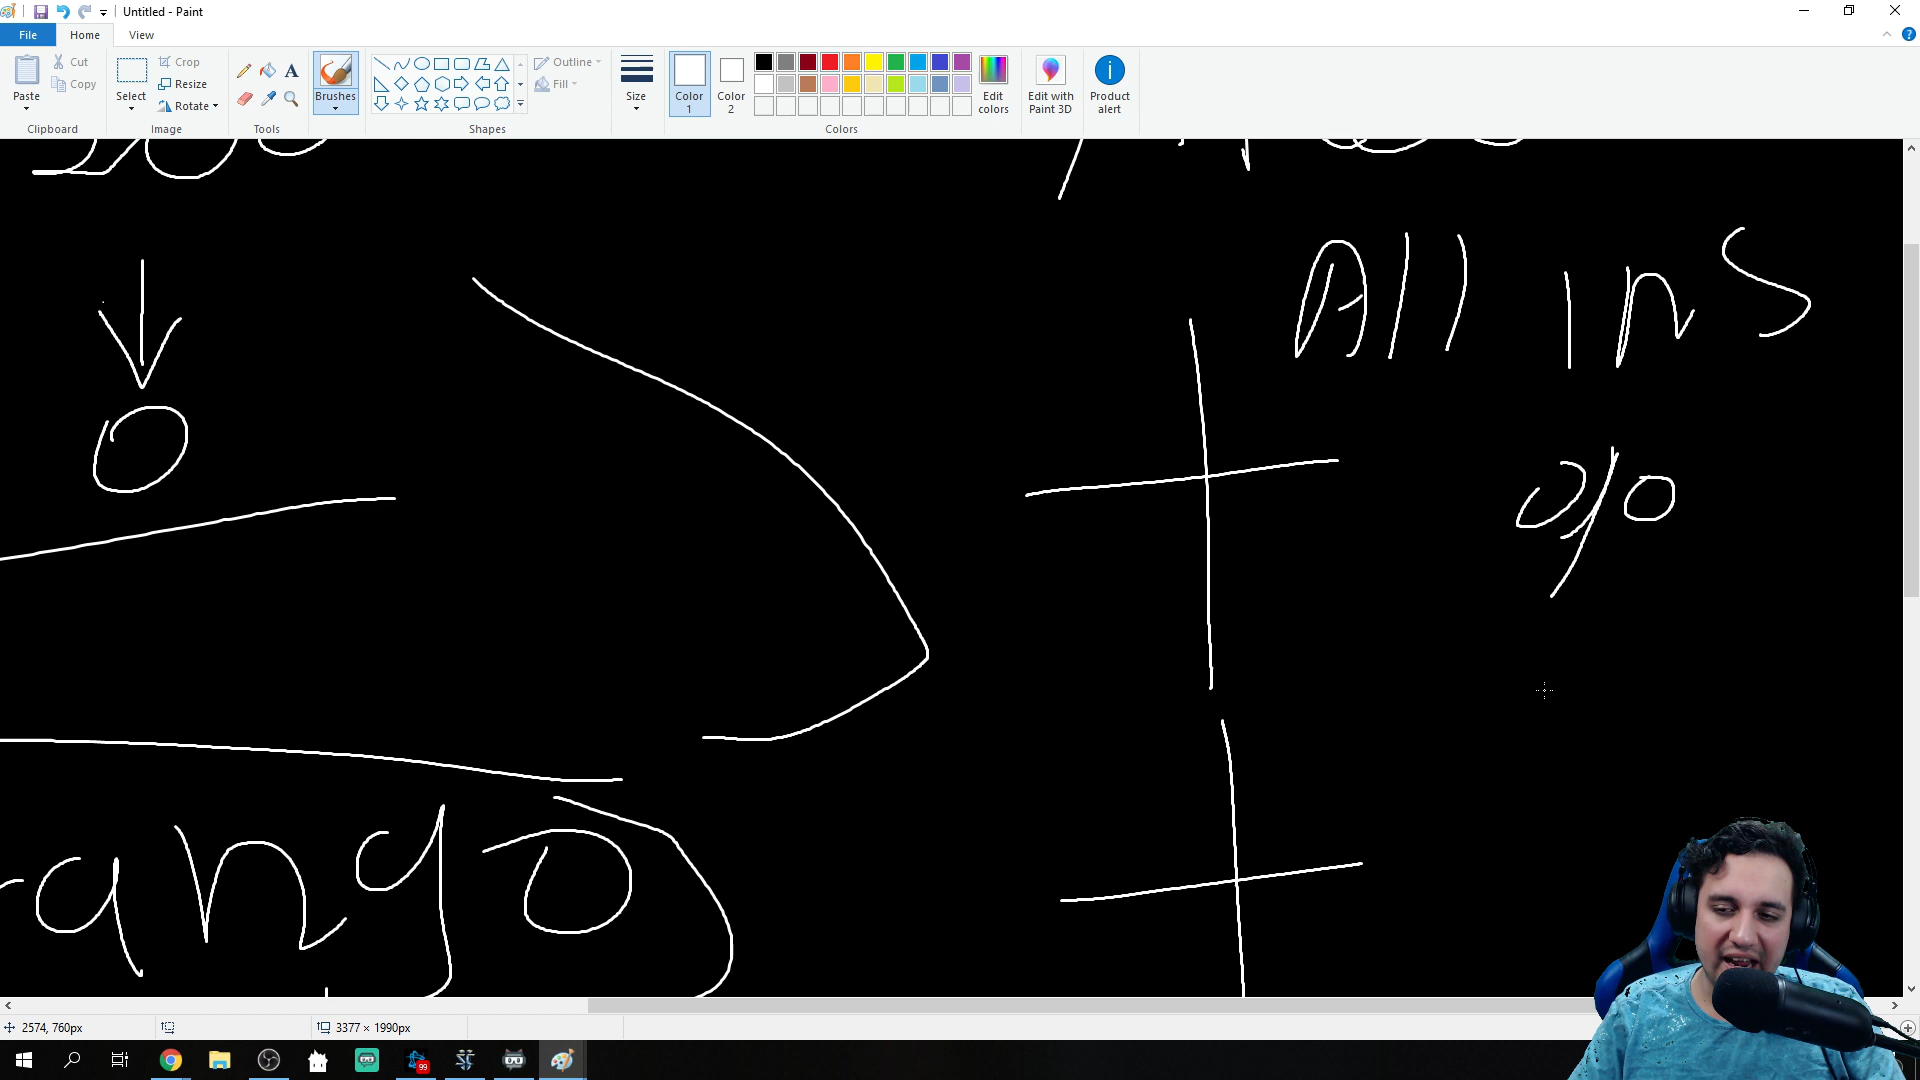 Untitled - Paint
File Home View
Paste
Cut
Copy
Clipboard
Select
Crop
Resize
Rotate
Image
Tools
Brushes
Shapes
Outline
Fill
Size
Color 1
Color 2
Colors
Edit colors
Edit with Paint 3D
Product alert
All Ins
%
ango
2574, 760px
3377 × 1990px
99